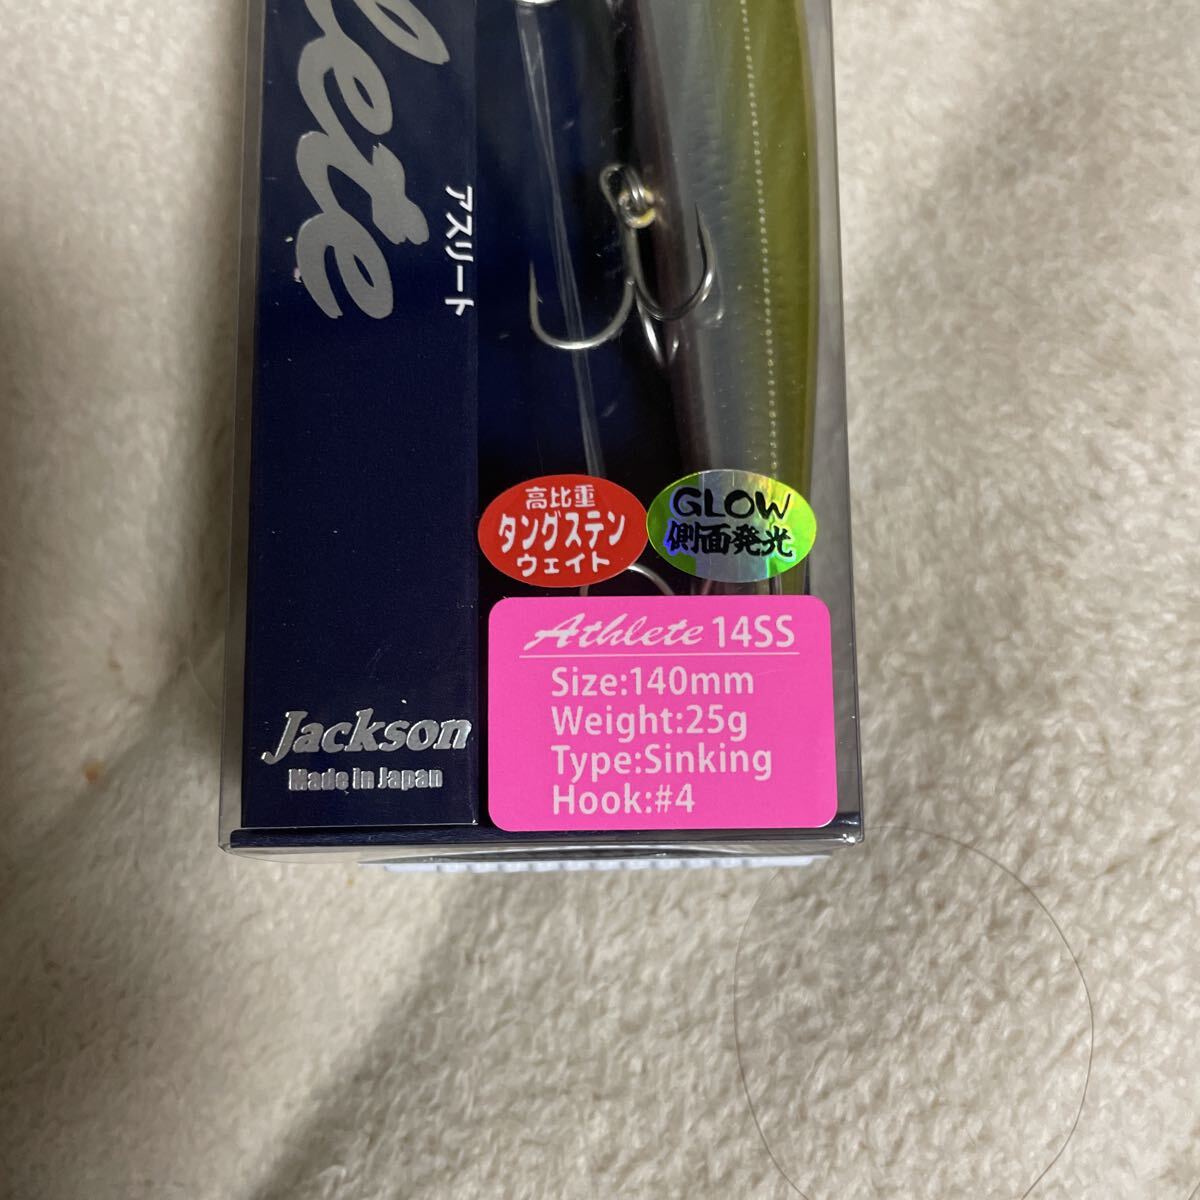 lete
アスリート
高比重
タングステン
ウェイト
GLOW
側面発光
Athlete 14SS
Size:140mm
Weight:25g
Type:Sinking
Hook:#4
Jackson
Made in Japan